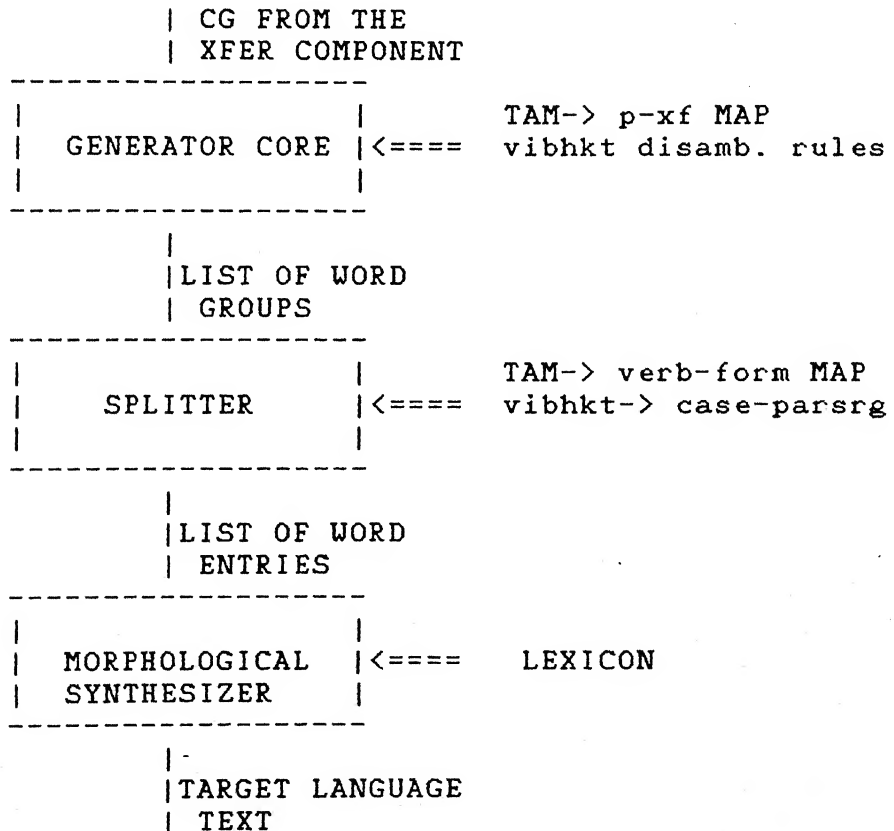 CG FROM THE
XFER COMPONENT
TAM-> p-xf MAP
GENERATOR CORE <==== vibhkt disamb. rules
LIST OF WORD
GROUPS
TAM-> verb-form MAP
SPLITTER <==== vibhkt-> case-parsrg
LIST OF WORD
ENTRIES
MORPHOLOGICAL <==== LEXICON
SYNTHESIZER
TARGET LANGUAGE
TEXT